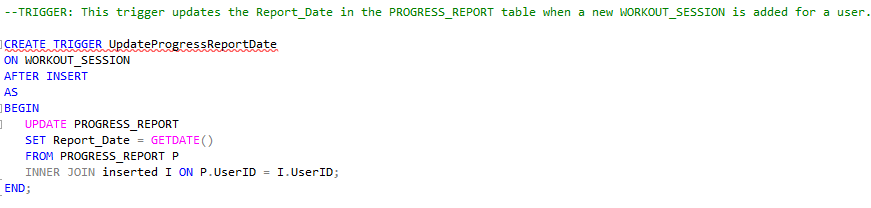 --TRIGGER: This trigger updates the Report_Date in the PROGRESS_REPORT table when a new WORKOUT_SESSION is added for a user.
CREATE TRIGGER UpdateProgressReportDate
ON WORKOUT_SESSION
AFTER INSERT
AS
BEGIN
UPDATE PROGRESS_REPORT
SET Report_Date = GETDATE()
FROM PROGRESS_REPORT P
INNER JOIN inserted I ON P.UserID = I.UserID;
END;